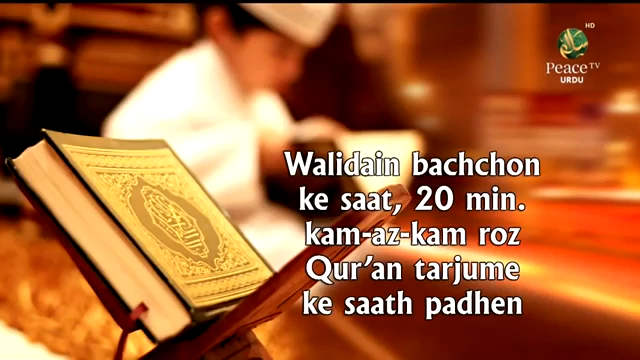 HD
Peace TV
URDU
Walidain bachchon
ke saat, 20 min.
kam-az-kam roz
Qur'an tarjume
ke saath padhen